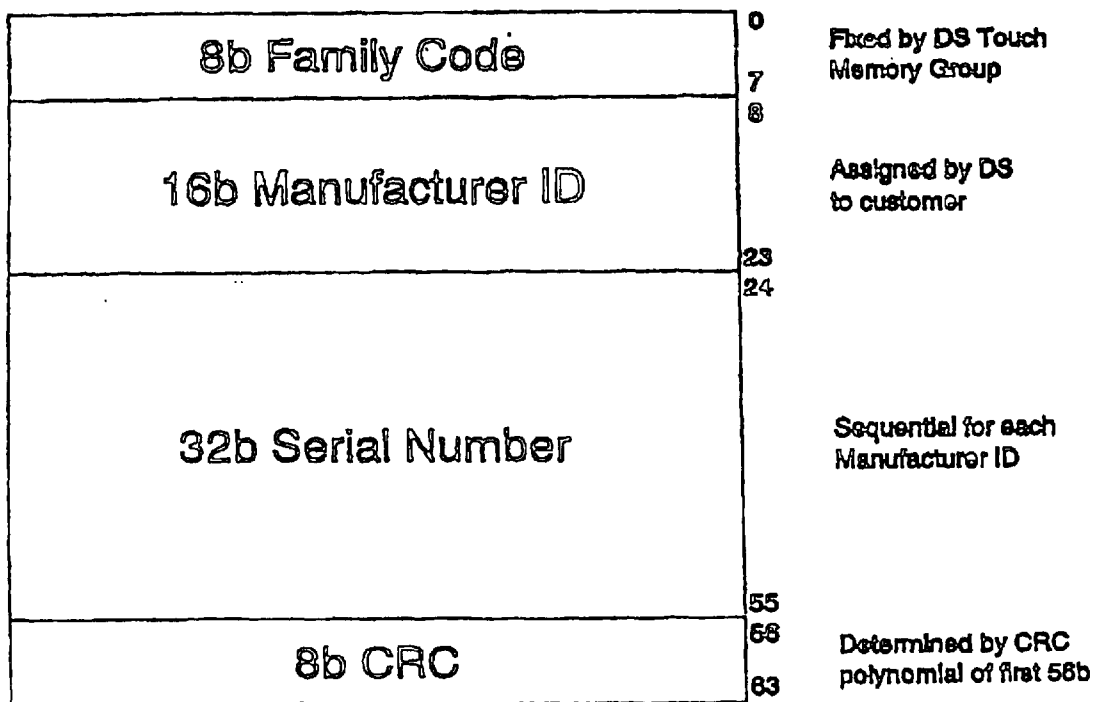 8b Family Code
0
7
Fixed by DS Touch
Memory Group
16b Manufacturer ID
8
23
Assigned by DS
to customer
32b Serial Number
24
55
Sequential for each
Manufacturer ID
8b CRC
56
63
Determined by CRC
polynomial of first 56b